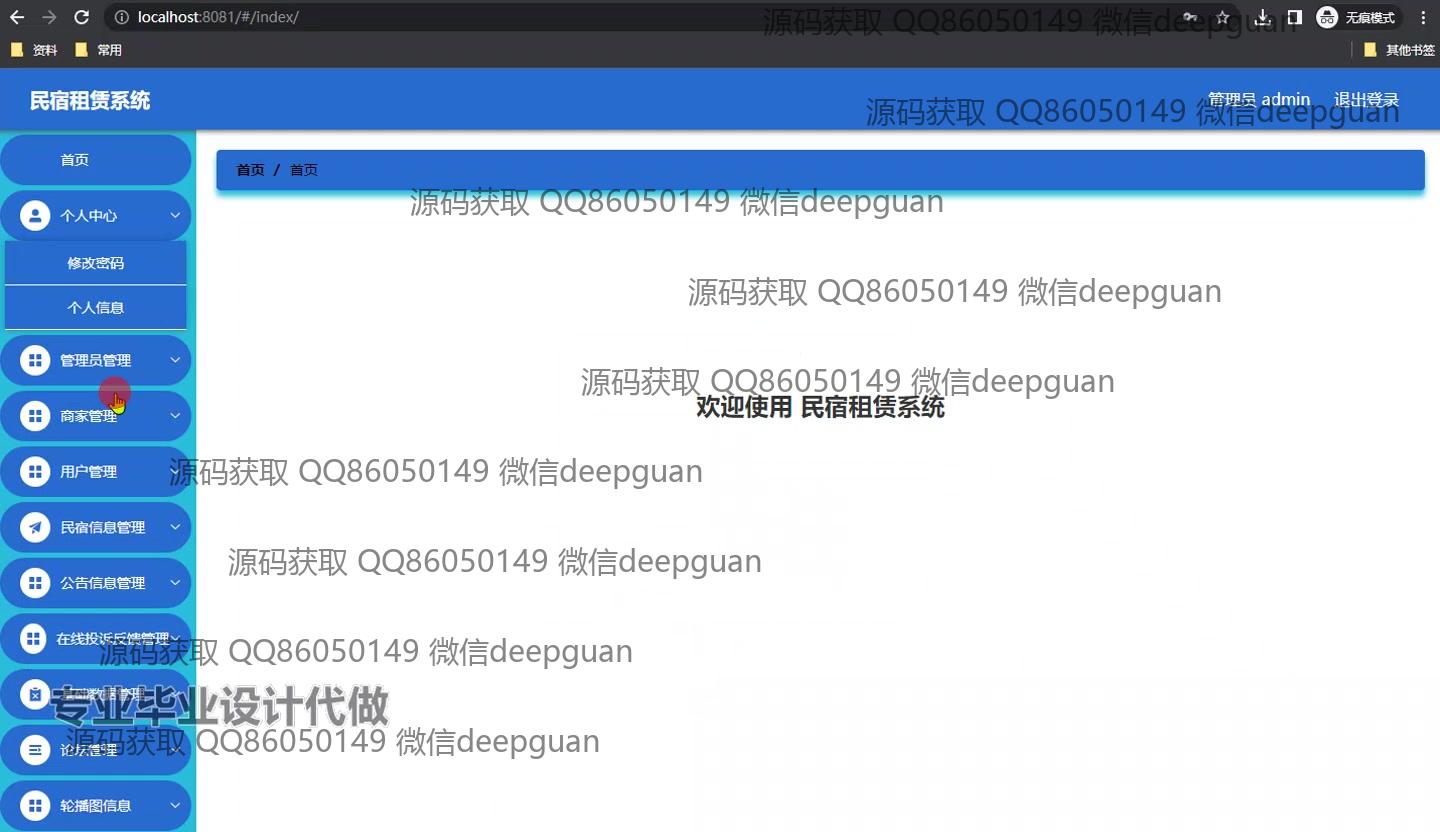 localhost:8081/#/index/
无痕模式
源码获取 QQ86050149 微信deepguan
资料
常用
其他书签
民宿租赁系统
管理员 admin
退出登录
源码获取 QQ86050149 微信deepguan
首页
首页 / 首页
源码获取 QQ86050149 微信deepguan
个人中心
修改密码
源码获取 QQ86050149 微信deepguan
个人信息
管理员管理
源码获取 QQ86050149 微信deepguan
欢迎使用 民宿租赁系统
商家管理
用户管理
源码获取 QQ86050149 微信deepguan
民宿信息管理
源码获取 QQ86050149 微信deepguan
公告信息管理
在线投诉反馈管理
源码获取 QQ86050149 微信deepguan
基础数据管理
专业毕业设计代做
源码获取 QQ86050149 微信deepguan
论坛管理
轮播图信息